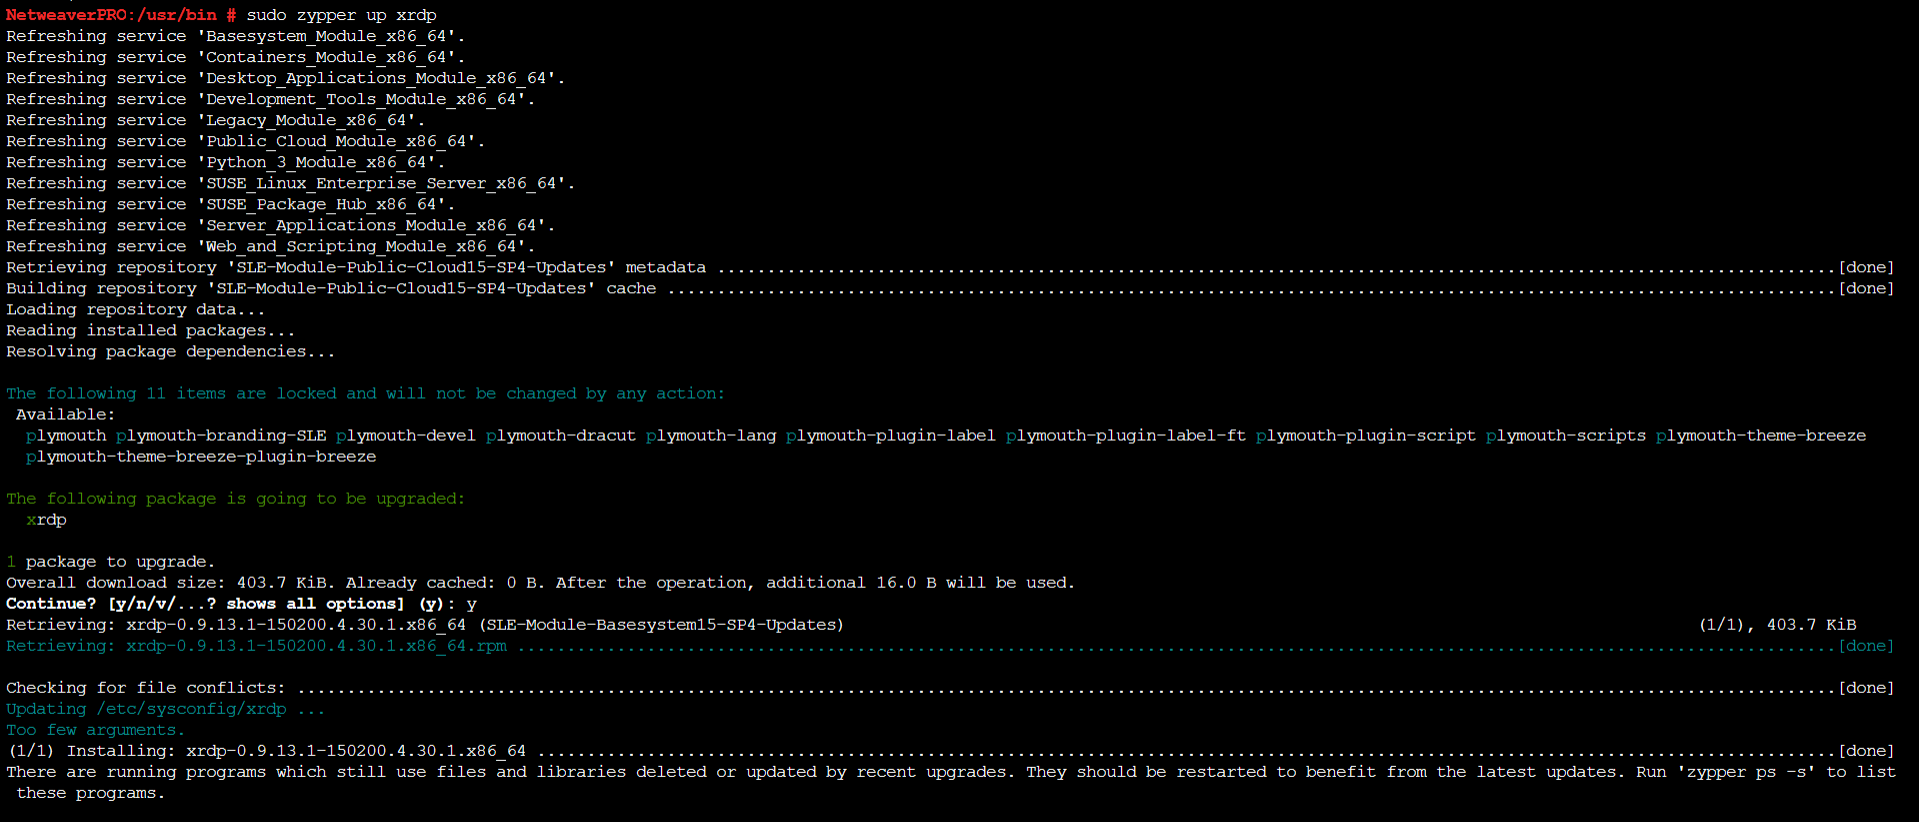 NetweaverPRO:/usr/bin # sudo zypper up xrdp
Refreshing service 'Basesystem_Module_x86_64'.
Refreshing service 'Containers_Module_x86_64'.
Refreshing service 'Desktop_Applications_Module_x86_64'.
Refreshing service 'Development_Tools_Module_x86_64'.
Refreshing service 'Legacy_Module_x86_64'.
Refreshing service 'Public_Cloud_Module_x86_64'.
Refreshing service 'Python_3_Module_x86_64'.
Refreshing service 'SUSE_Linux_Enterprise_Server_x86_64'.
Refreshing service 'SUSE_Package_Hub_x86_64'.
Refreshing service 'Server_Applications_Module_x86_64'.
Refreshing service 'Web_and_Scripting_Module_x86_64'.
Retrieving repository 'SLE-Module-Public-Cloud15-SP4-Updates' metadata ................................................................................................................[done]
Building repository 'SLE-Module-Public-Cloud15-SP4-Updates' cache .....................................................................................................................[done]
Loading repository data...
Reading installed packages...
Resolving package dependencies...
The following 11 items are locked and will not be changed by any action:
Available:
plymouth plymouth-branding-SLE plymouth-devel plymouth-dracut plymouth-lang plymouth-plugin-label plymouth-plugin-label-ft plymouth-plugin-script plymouth-scripts plymouth-theme-breeze
plymouth-theme-breeze-plugin-breeze
The following package is going to be upgraded:
xrdp
1 package to upgrade.
Overall download size: 403.7 KiB. Already cached: 0 B. After the operation, additional 16.0 B will be used.
Continue? [y/n/v/...? shows all options] (y): y
Retrieving: xrdp-0.9.13.1-150200.4.30.1.x86_64 (SLE-Module-Basesystem15-SP4-Updates) (1/1), 403.7 KiB
Retrieving: xrdp-0.9.13.1-150200.4.30.1.x86_64.rpm ....................................................................................................................................[done]
Checking for file conflicts: ..........................................................................................................................................................[done]
Updating /etc/sysconfig/xrdp ...
Too few arguments.
(1/1) Installing: xrdp-0.9.13.1-150200.4.30.1.x86_64 ..................................................................................................................................[done]
There are running programs which still use files and libraries deleted or updated by recent upgrades. They should be restarted to benefit from the latest updates. Run 'zypper ps -s' to list
these programs.